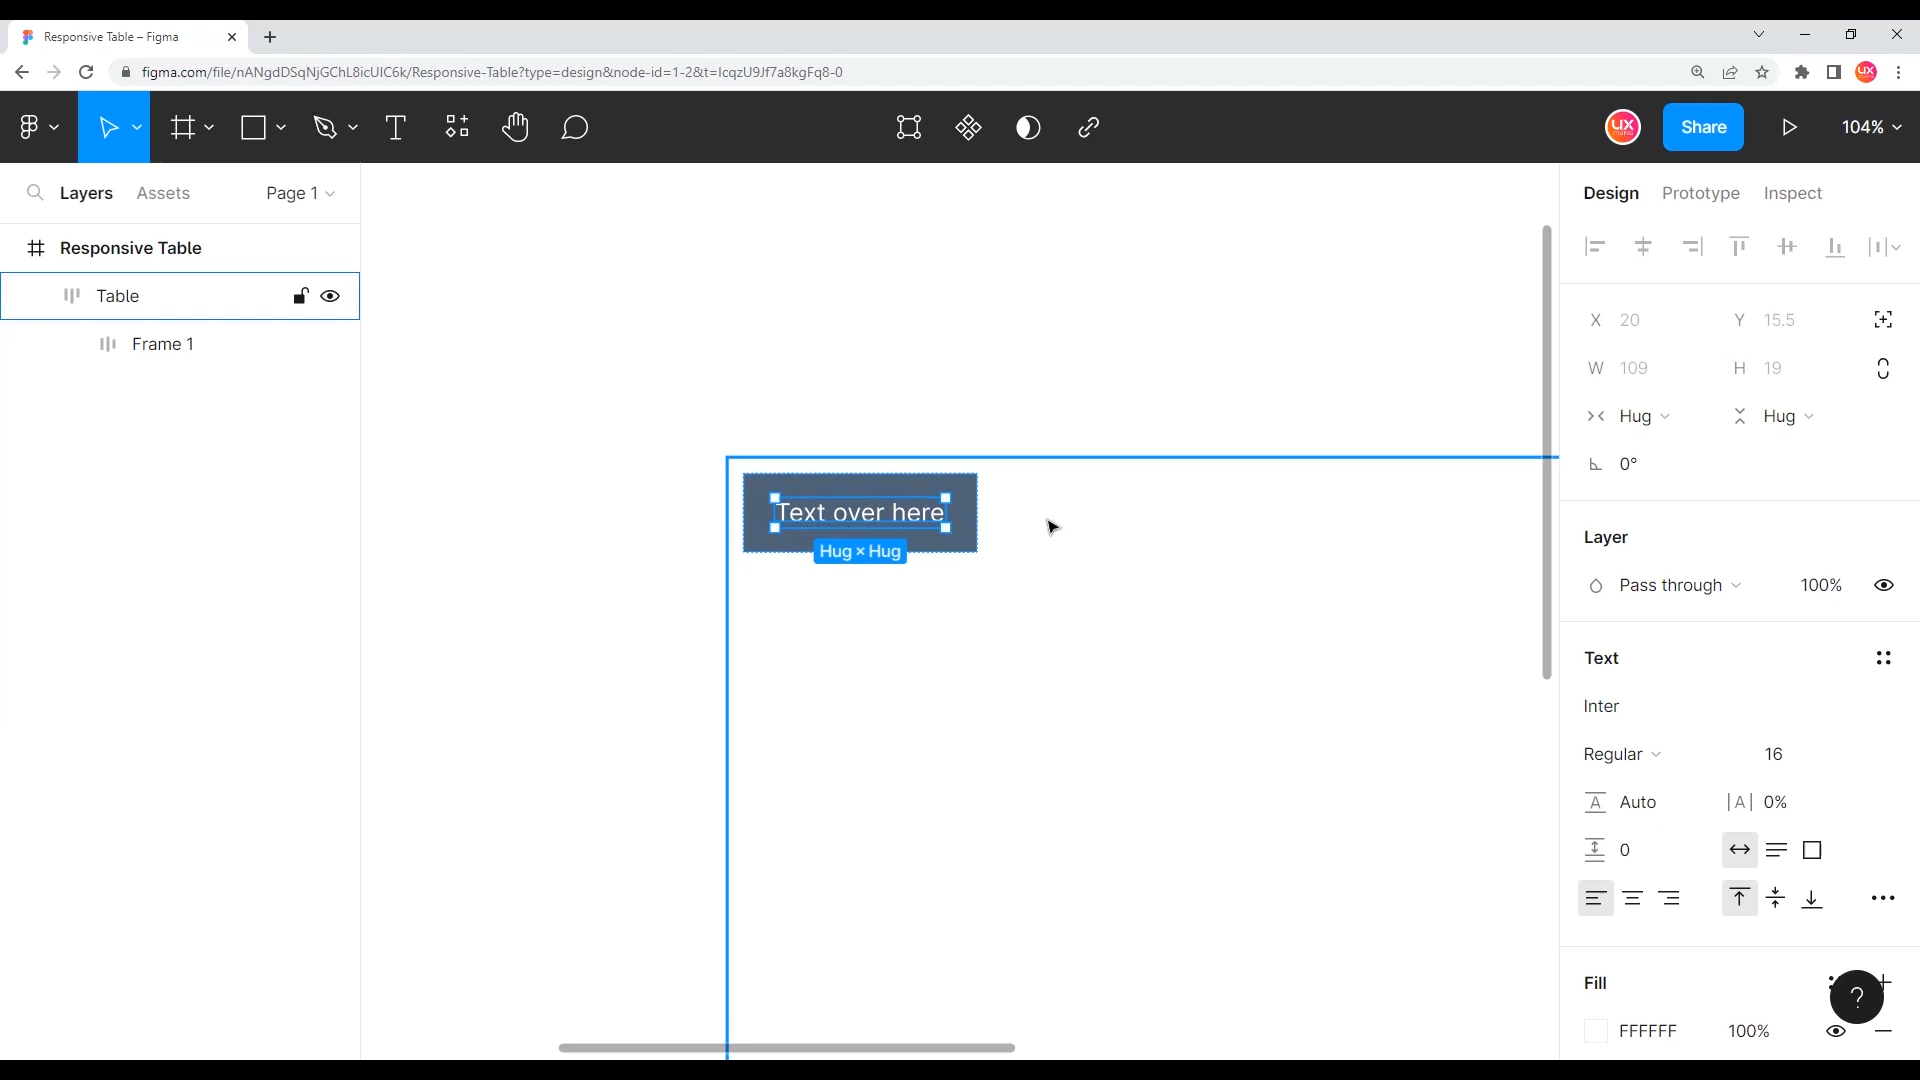 Responsive Table – Figma
figma.com/file/nANgdDSqNjGChL8icUIC6k/Responsive-Table?type=design&node-id=1-2&t=IcqzU9Jf7a8kgFq8-0
UX
UX
mania
Share
104%
Layers
Assets
Page 1
Design
Prototype
Inspect
Responsive Table
Table
Frame 1
X 20
Y 15.5
W 109
H 19
Hug
Hug
0°
Text over here
Hug × Hug
Layer
Pass through
100%
Text
Inter
Regular
16
A Auto
|A| 0%
0
Fill
?
FFFFFF
100%